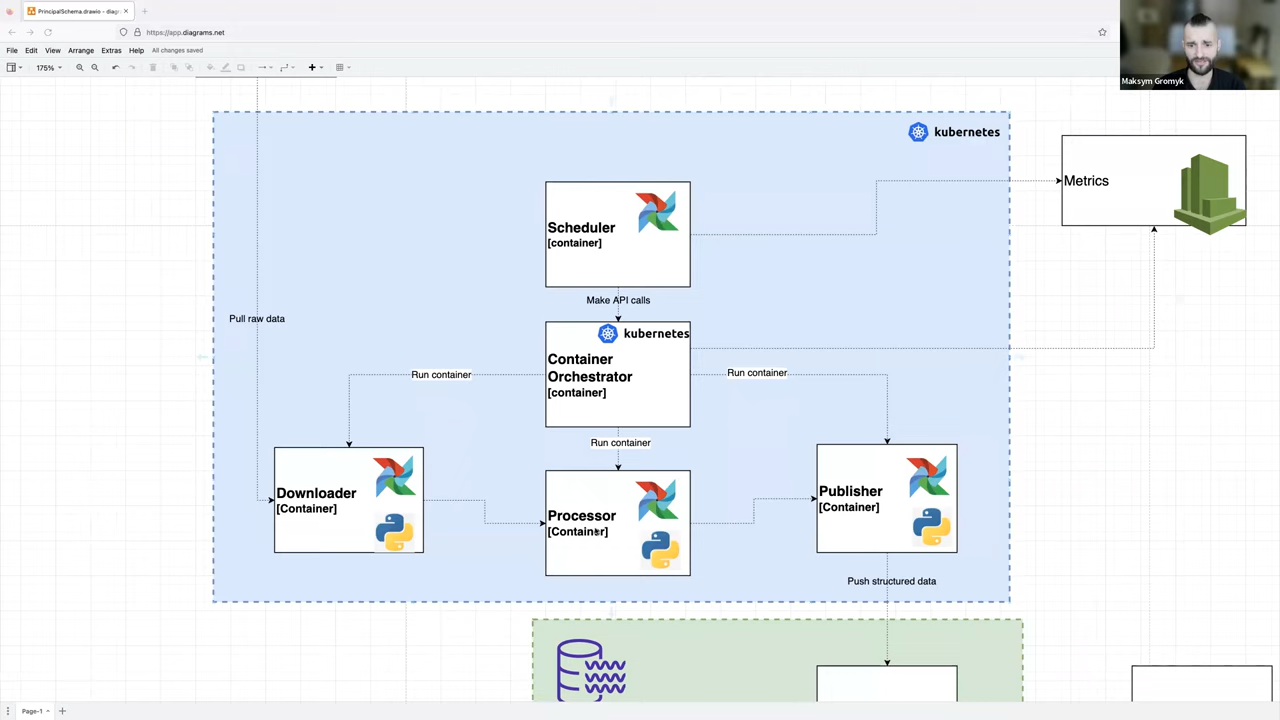 PrincipalSchema.drawio - diag
https://app.diagrams.net
File Edit View Arrange Extras Help All changes saved
175%
Maksym Gromyk
kubernetes
Metrics
Scheduler
[container]
Make API calls
Pull raw data
kubernetes
Container
Orchestrator
[container]
Run container
Run container
Run container
Downloader
[Container]
Processor
[Container]
Publisher
[Container]
Push structured data
Page-1